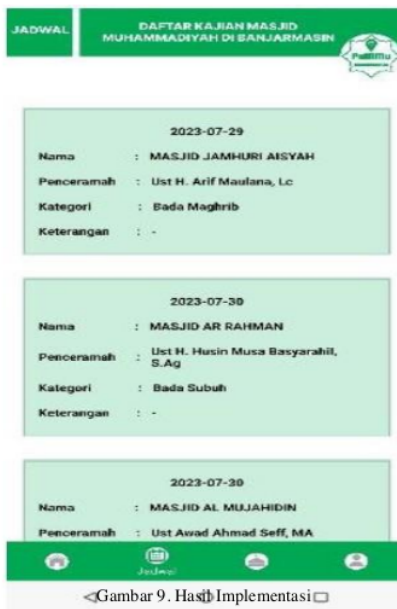 JADWAL
DAFTAR KAJIAN MASJID
MUHAMMADIYAH DI BANJARMASIN
2023-07-29
Nama : MASJID JAMHURI AISYAH
Penceramah : Ust H. Arif Maulana, Lc
Kategori : Bada Maghrib
Keterangan : -
2023-07-30
Nama : MASJID AR RAHMAN
Penceramah : Ust H. Husin Musa Basyarahil,
S.Ag
Kategori : Bada Subuh
Keterangan : -
2023-07-30
Nama : MASJID AL MUJAHIDIN
Penceramah : Ust Awad Ahmad Seff, MA
Jadwal
Gambar 9. Hasil Implementasi